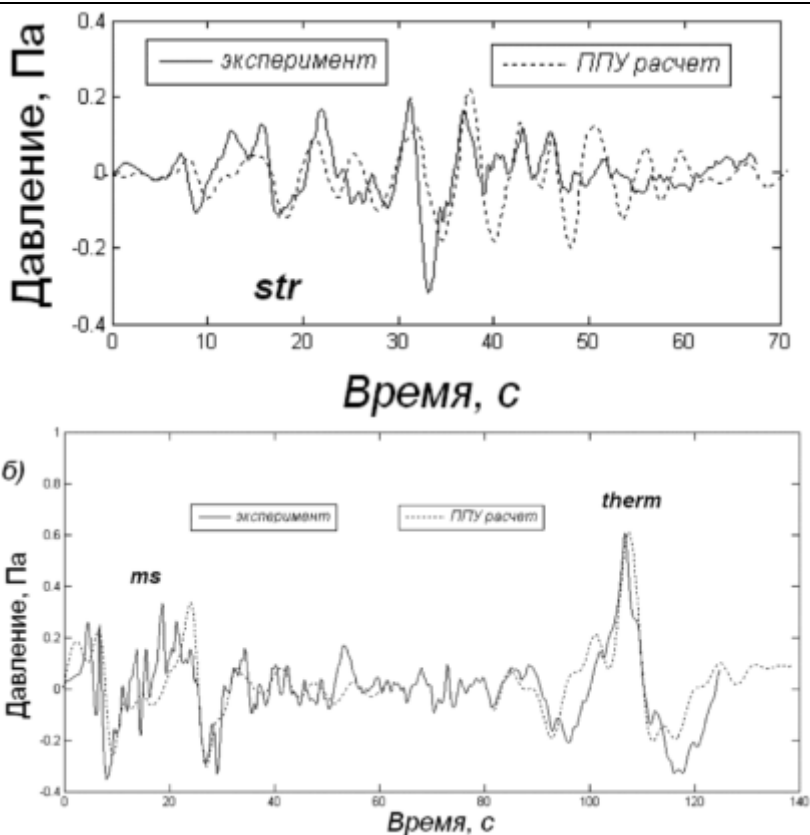 Давление, Па
0.4
0.2
0
-0.2
-0.4
эксперимент
ППУ расчет
str
0 10 20 30 40 50 60 70
Время, с
б)
Давление, Па
1
0.8
0.6
0.4
0.2
0
-0.2
-0.4
эксперимент
ППУ расчет
ms
therm
0 20 40 60 80 100 120 140
Время, с